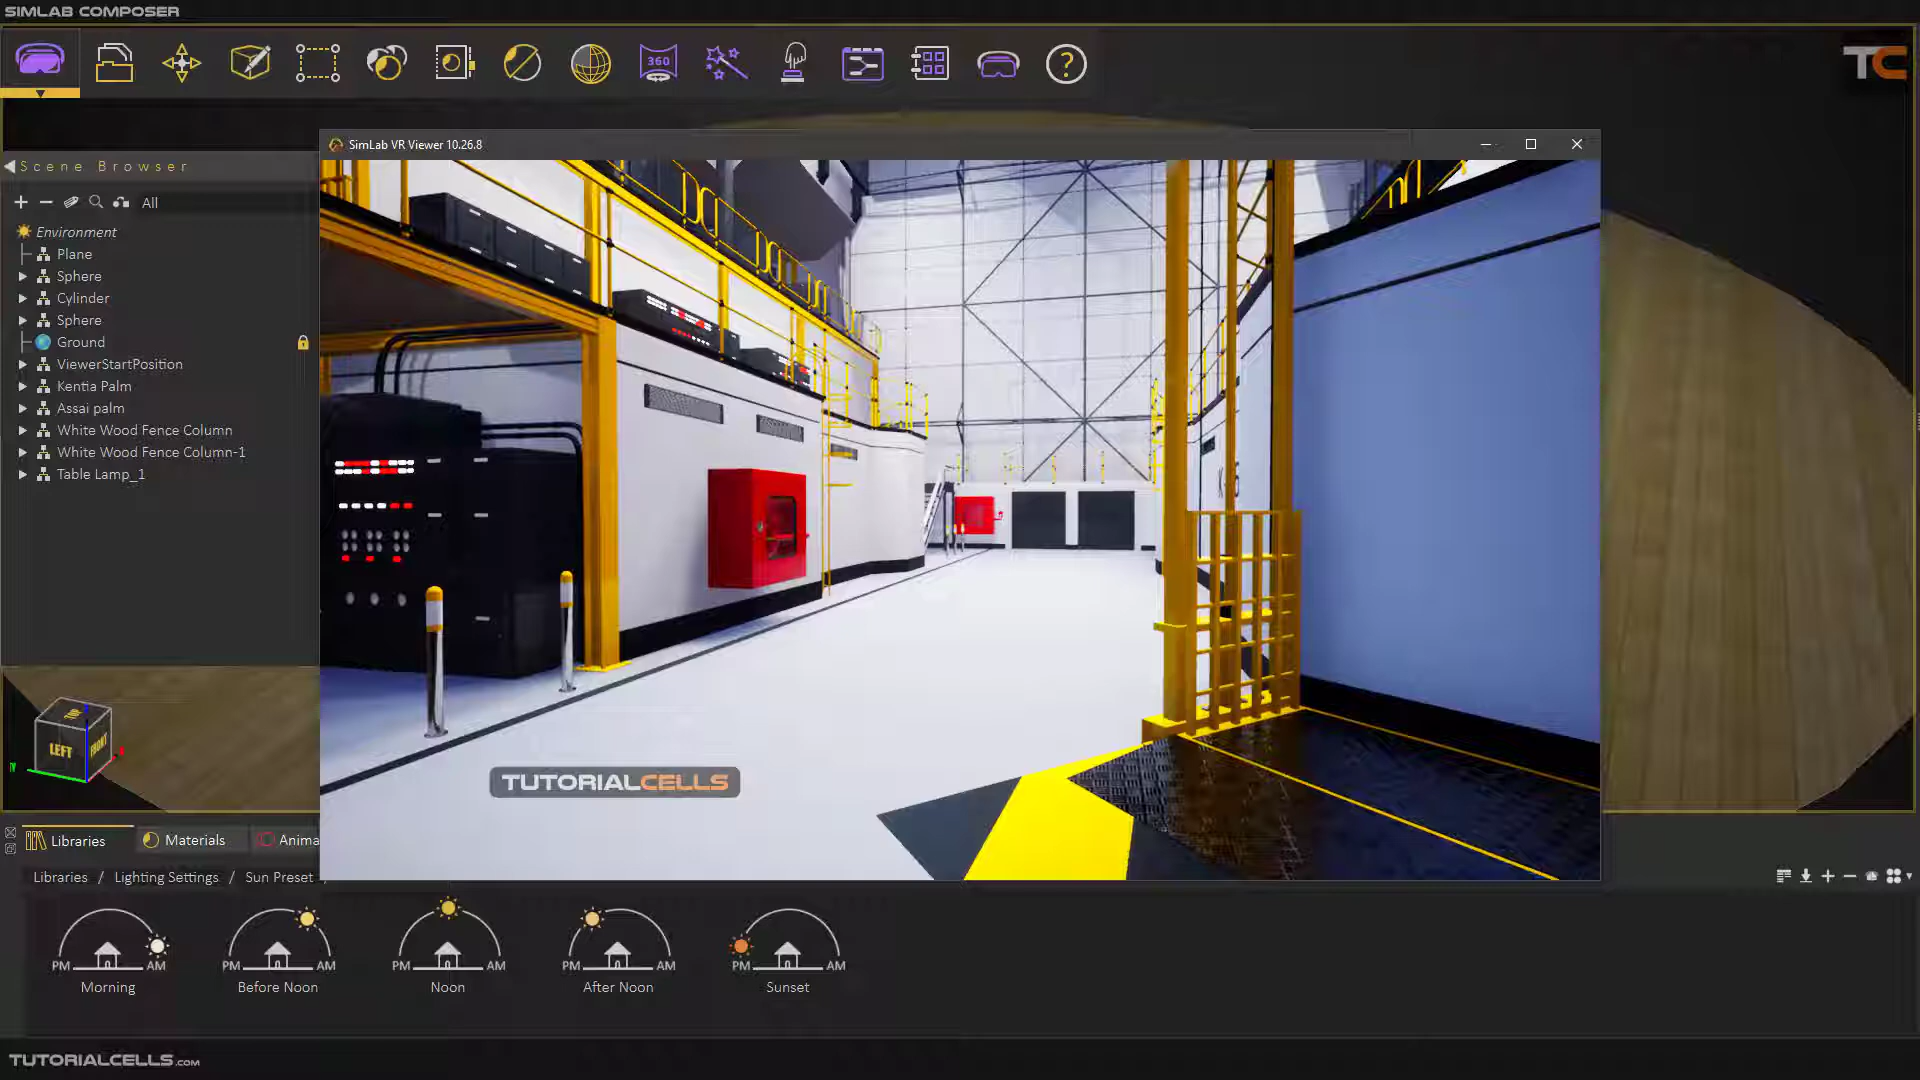 SIMLAB COMPOSER
360
?
TC
SimLab VR Viewer 10.26.8
Scene Browser
All
Environment
Plane
Sphere
Cylinder
Sphere
Ground
ViewerStartPosition
Kentia Palm
Assai palm
White Wood Fence Column
White Wood Fence Column-1
Table Lamp_1
TOP
LEFT
FRONT
TUTORIALCELLS
Libraries
Materials
Anima
Libraries / Lighting Settings / Sun Preset
PM AM
PM AM
PM AM
PM AM
PM AM
Morning
Before Noon
Noon
After Noon
Sunset
TUTORIALCELLS.COM